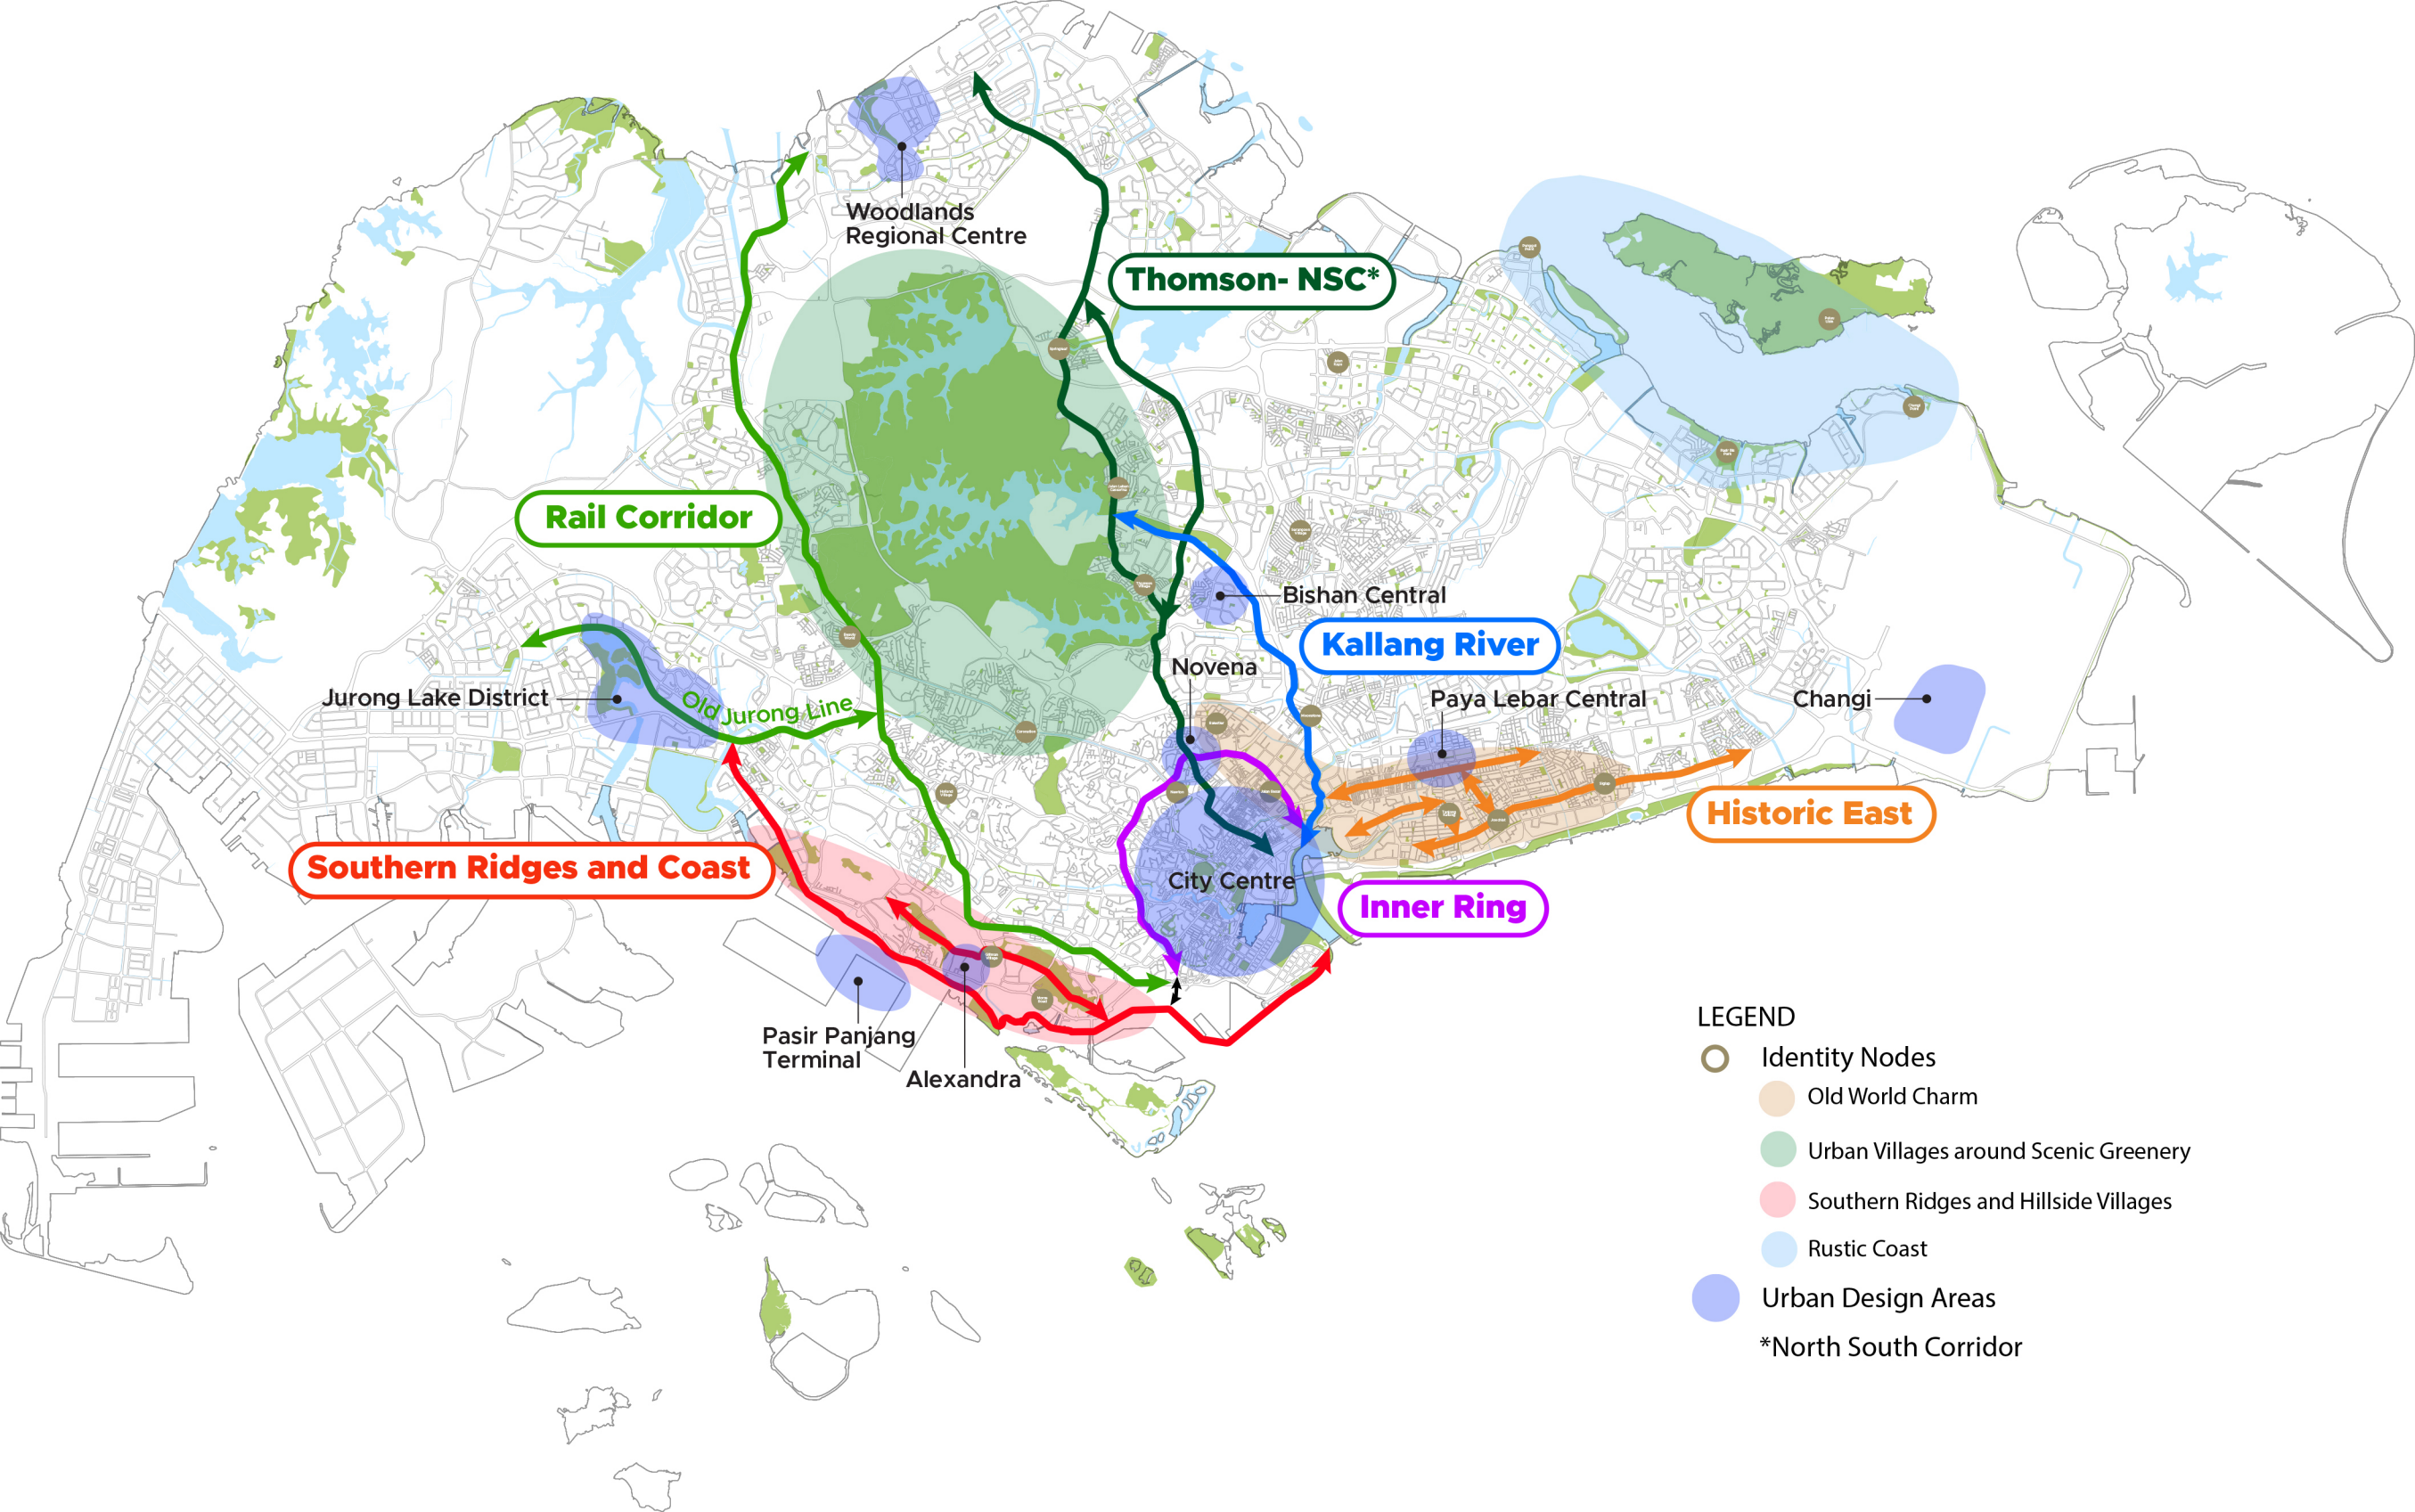 Woodlands
Regional Centre
Thomson- NSC*
Rail Corridor
Bishan Central
Kallang River
Novena
Jurong Lake District
Old Jurong Line
Paya Lebar Central
Changi
Historic East
Southern Ridges and Coast
City Centre
Inner Ring
Pasir Panjang
Terminal
Alexandra
LEGEND
Identity Nodes
Old World Charm
Urban Villages around Scenic Greenery
Southern Ridges and Hillside Villages
Rustic Coast
Urban Design Areas
*North South Corridor